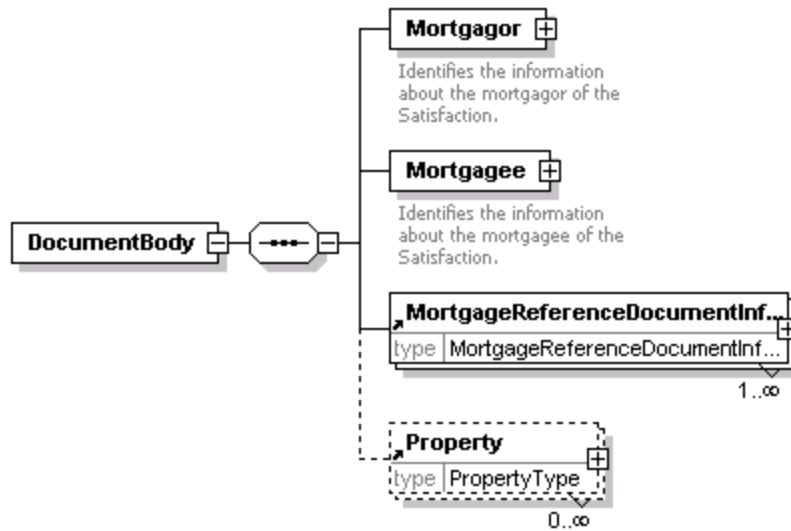 Mortgagor
Identifies the information
about the mortgagor of the
Satisfaction.
Mortgagee
Identifies the information
about the mortgagee of the
Satisfaction.
DocumentBody
MortgageReferenceDocumentInf...
type MortgageReferenceDocumentInf...
1..∞
Property
type PropertyType
0..∞